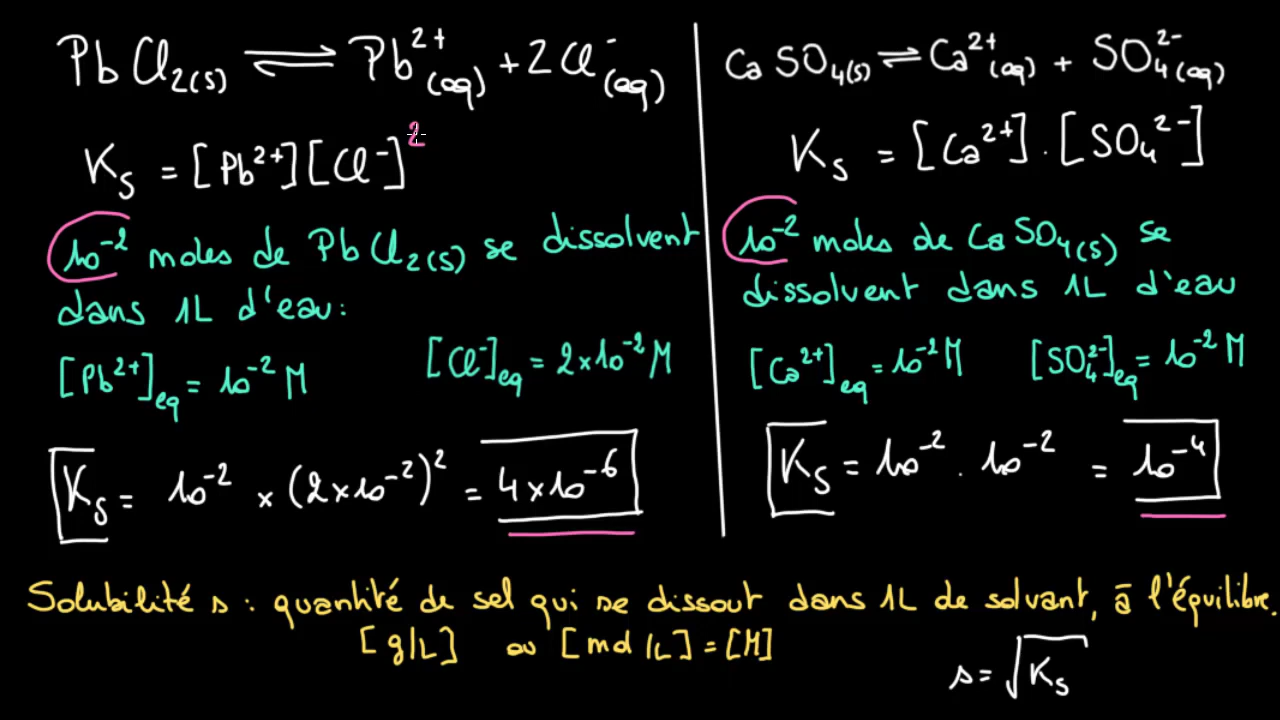 PbCl₂(s) ⇌ Pb²⁺(aq) + 2Cl⁻(aq)
Ks = [Pb²⁺][Cl⁻]²
10⁻² moles de PbCl₂(s) se dissolvent
dans 1L d'eau:
[Pb²⁺]eq = 10⁻² M
[Cl⁻]eq = 2×10⁻² M
Ks = 10⁻² × (2×10⁻²)² = 4×10⁻⁶
CaSO₄(s) ⇌ Ca²⁺(aq) + SO₄²⁻(aq)
Ks = [Ca²⁺] . [SO₄²⁻]
10⁻² moles de CaSO₄(s) se
dissolvent dans 1L d'eau
[Ca²⁺]eq = 10⁻² M
[SO₄²⁻]eq = 10⁻² M
Ks = 10⁻² . 10⁻² = 10⁻⁴
Solubilité s : quantité de sel qui se dissout dans 1L de solvant, à l'équilibre.
[g/L] ou [mol/L] = [M]
s = √Ks